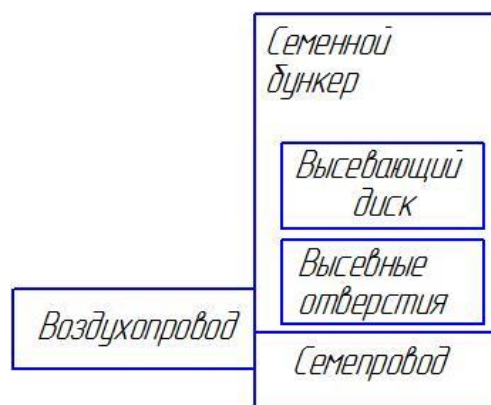 Семенной
бункер
Высевающий
диск
Высевные
отверстия
Воздухопровод
Семепровод